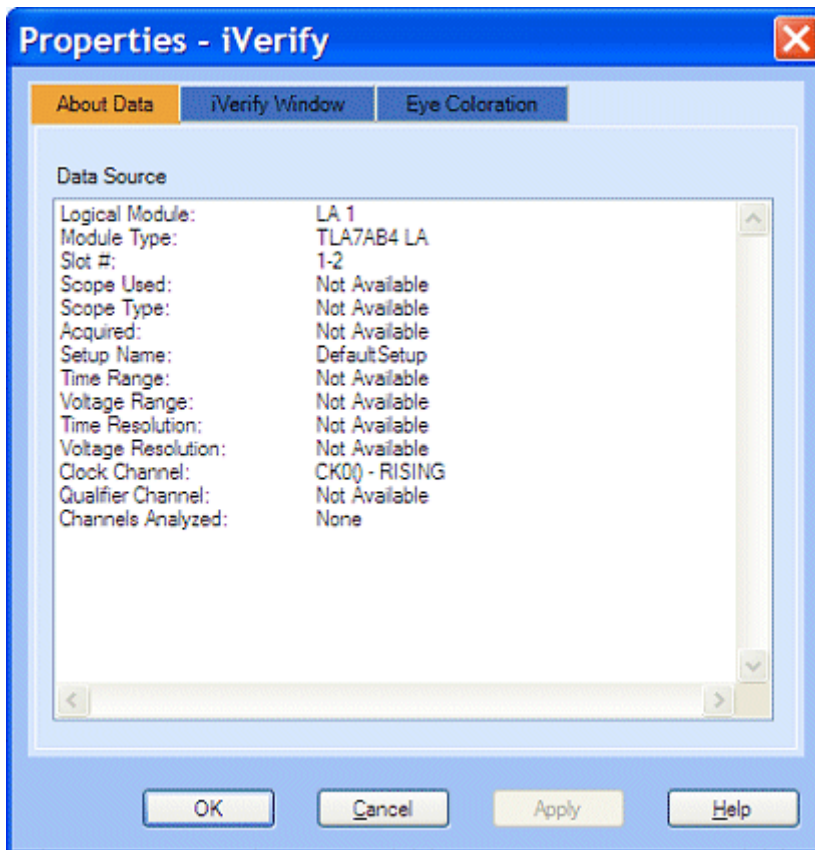 Properties - iVerify
About Data iVerify Window Eye Coloration
Data Source
Logical Module: LA 1
Module Type: TLA7AB4 LA
Slot #: 1-2
Scope Used: Not Available
Scope Type: Not Available
Acquired: Not Available
Setup Name: DefaultSetup
Time Range: Not Available
Voltage Range: Not Available
Time Resolution: Not Available
Voltage Resolution: Not Available
Clock Channel: CK0() - RISING
Qualifier Channel: Not Available
Channels Analyzed: None
OK Cancel Apply Help